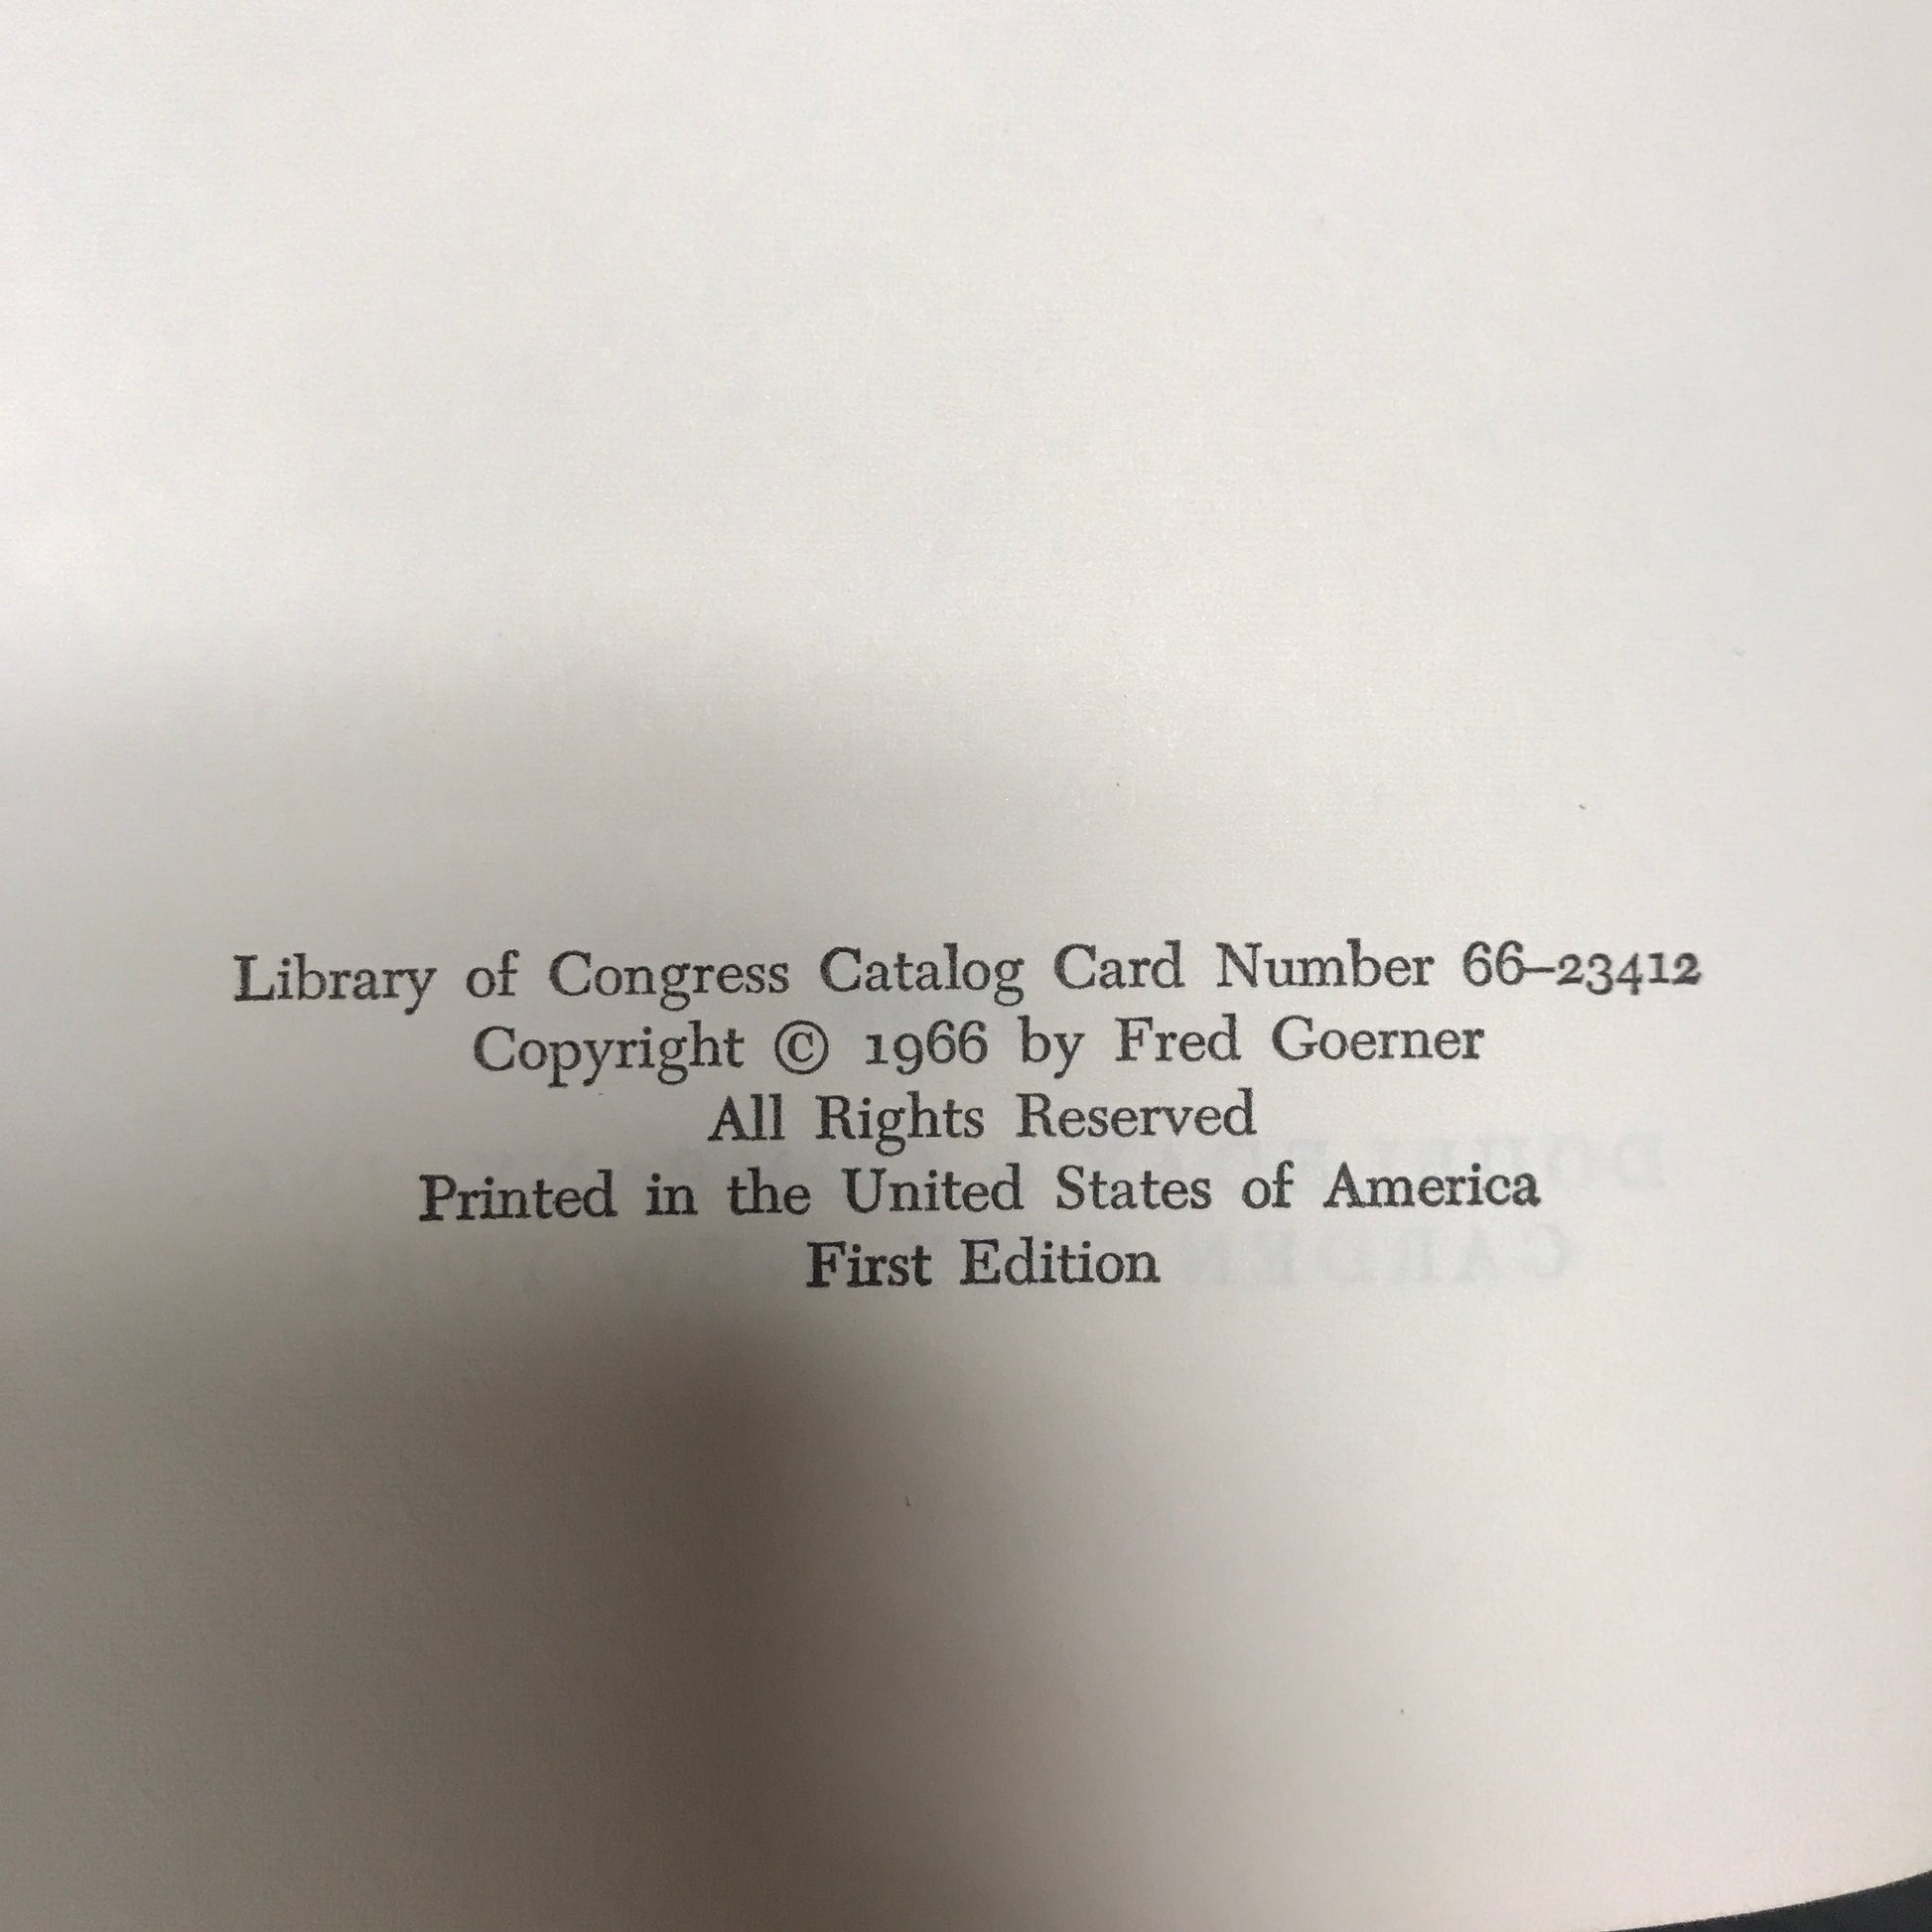 Library of Congress Catalog Card Number 66–23412
Copyright © 1966 by Fred Goerner
All Rights Reserved
Printed in the United States of America
First Edition